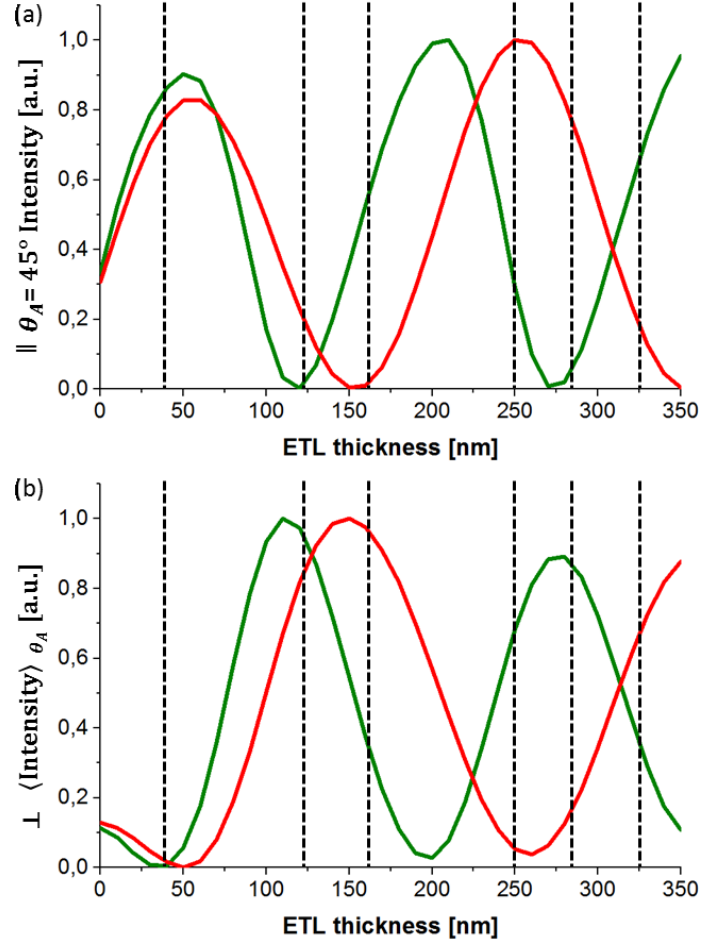 (a)
|| θ_A = 45° Intensity [a.u.]
1,0
0,8
0,6
0,4
0,2
0,0
0 50 100 150 200 250 300 350
ETL thickness [nm]
(b)
⊥ ⟨Intensity⟩ θ_A [a.u.]
1,0
0,8
0,6
0,4
0,2
0,0
0 50 100 150 200 250 300 350
ETL thickness [nm]